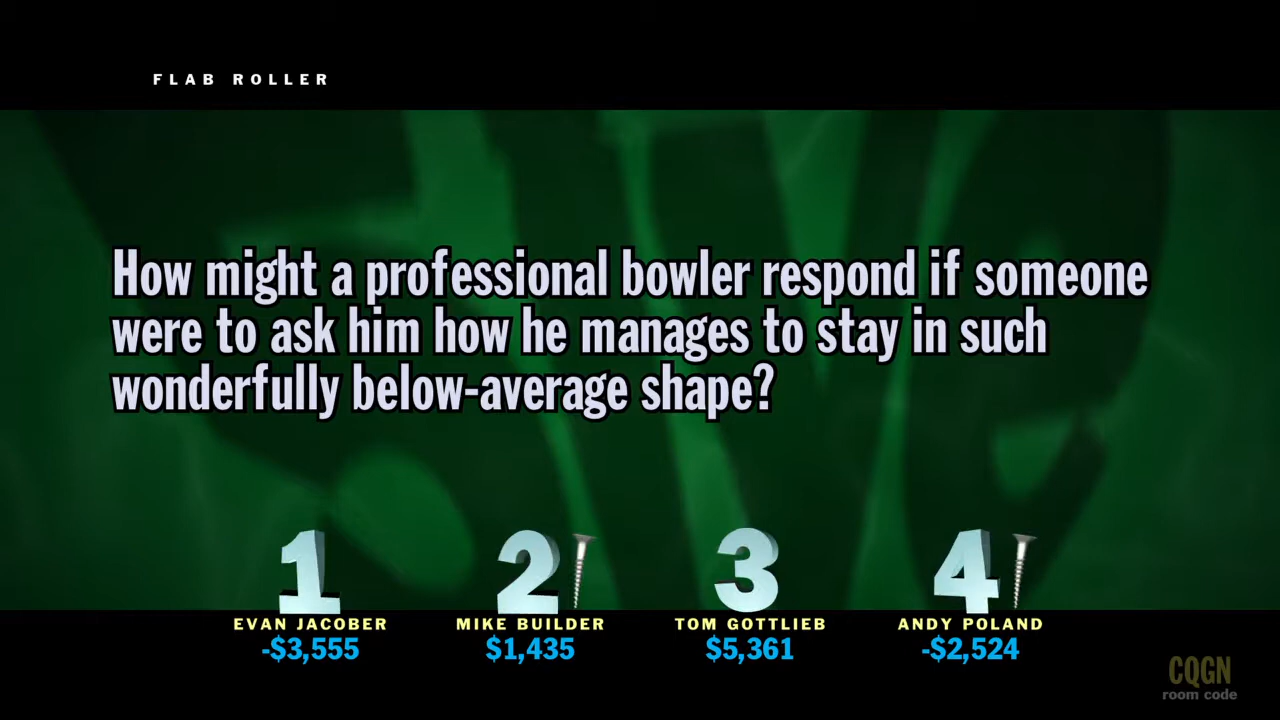 FLAB ROLLER
How might a professional bowler respond if someone
were to ask him how he manages to stay in such
wonderfully below-average shape?
1 2 3 4
EVAN JACOBER MIKE BUILDER TOM GOTTLIEB ANDY POLAND
-$3,555 $1,435 $5,361 -$2,524
CQGN
room code